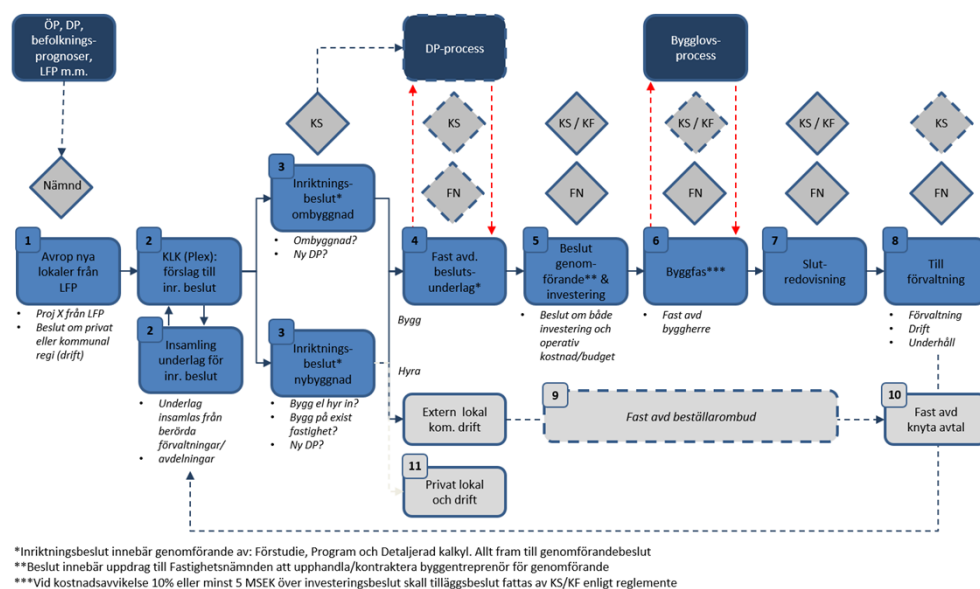 ÖP, DP,
befolknings-
prognoser,
LFP m.m.
DP-process
Bygglovs-
process
KS
KS
KS / KF
KS / KF
KS / KF
KS
Nämnd
FN
FN
FN
FN
FN
1
Avrop nya
lokaler från
LFP
• Proj X från LFP
• Beslut om privat
eller kommunal
regi (drift)
2
KLK (Plex):
förslag till
inr. beslut
2
Insamling
underlag för
inr. beslut
• Underlag
insamlas från
berörda
förvaltningar/
• avdelningar
3
Inriktnings-
beslut*
ombyggnad
• Ombyggnad?
• Ny DP?
3
Inriktnings-
beslut*
nybyggnad
• Bygg el hyr in?
• Bygg på exist
fastighet?
• Ny DP?
4
Fast avd.
besluts-
underlag*
Bygg
Hyra
5
Beslut
genom-
förande** &
investering
• Beslut om både
investering och
operativ
kostnad/budget
6
Byggfas***
• Fast avd
byggherre
7
Slut-
redovisning
8
Till
förvaltning
• Förvaltning
• Drift
• Underhåll
Extern lokal
kom. drift
9
Fast avd beställarombud
10
Fast avd
knyta avtal
11
Privat lokal
och drift
*Inriktningsbeslut innebär genomförande av: Förstudie, Program och Detaljerad kalkyl. Allt fram till genomförandebeslut
**Beslut innebär uppdrag till Fastighetsnämnden att upphandla/kontraktera byggentreprenör för genomförande
***Vid kostnadsavvikelse 10% eller minst 5 MSEK över investeringsbeslut skall tilläggsbeslut fattas av KS/KF enligt reglemente